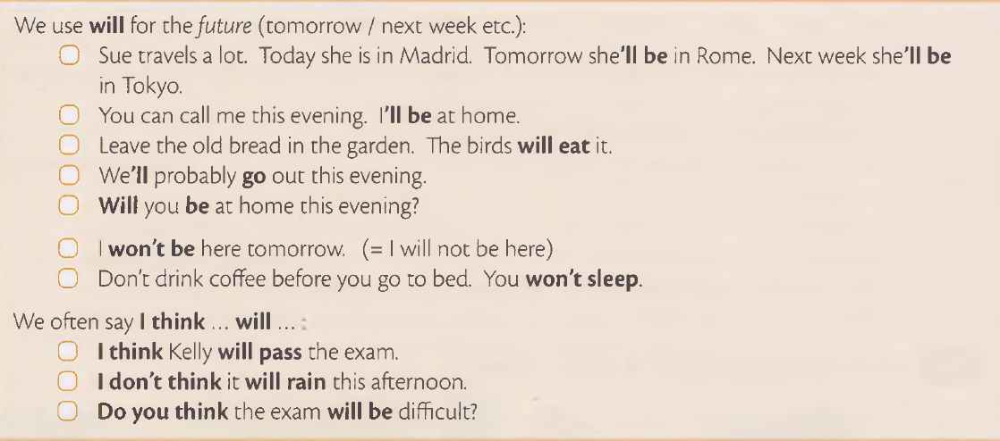 We use will for the future (tomorrow / next week etc.):
Sue travels a lot. Today she is in Madrid. Tomorrow she'll be in Rome. Next week she'll be
in Tokyo.
You can call me this evening. I'll be at home.
Leave the old bread in the garden. The birds will eat it.
We'll probably go out this evening.
Will you be at home this evening?
I won't be here tomorrow. (= I will not be here)
Don't drink coffee before you go to bed. You won't sleep.
We often say I think ... will ... :
I think Kelly will pass the exam.
I don't think it will rain this afternoon.
Do you think the exam will be difficult?